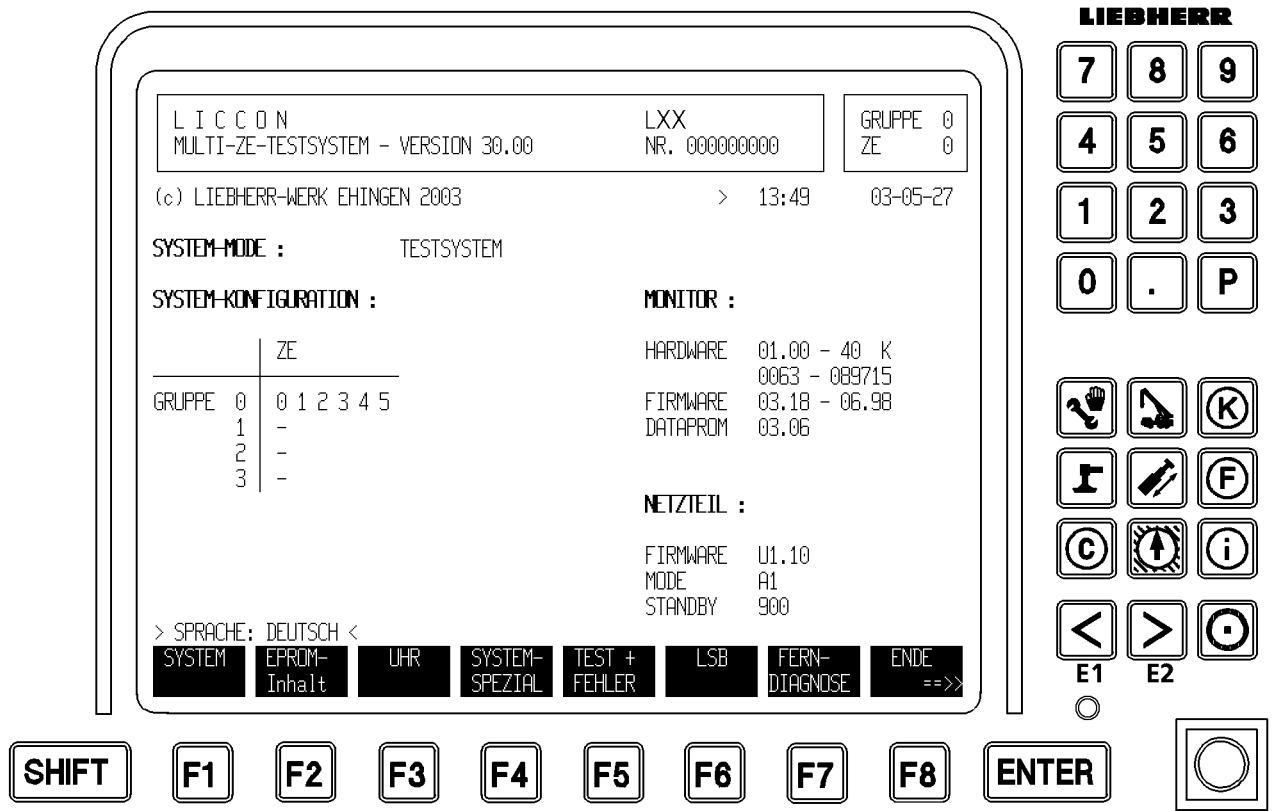 LIEBHERR
7 8 9
L I C C O N LXX GRUPPE 0
MULTI-ZE-TESTSYSTEM - VERSION 30.00 NR. 000000000 ZE 0
4 5 6
(c) LIEBHERR-WERK EHINGEN 2003 > 13:49 03-05-27
1 2 3
SYSTEM-MODE : TESTSYSTEM
0 . P
SYSTEM-KONFIGURATION : MONITOR :
ZE HARDWARE 01.00 - 40 K
0063 - 089715
GRUPPE 0 0 1 2 3 4 5 FIRMWARE 03.18 - 06.98
K
1 - DATAPROM 03.06
2 -
3 -
F
NETZTEIL :
C i
FIRMWARE U1.10
MODE A1
STANDBY 900
> SPRACHE: DEUTSCH <
< >
SYSTEM EPROM- UHR SYSTEM- TEST + LSB FERN- ENDE
Inhalt SPEZIAL FEHLER DIAGNOSE ==>>
E1 E2
SHIFT F1 F2 F3 F4 F5 F6 F7 F8 ENTER